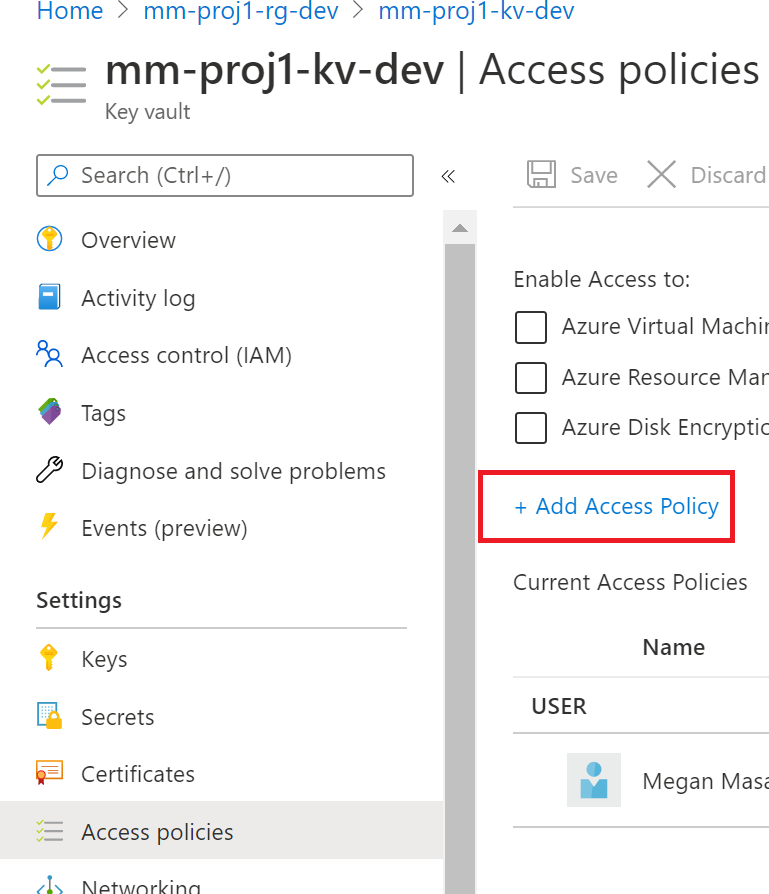 Home > mm-proj1-rg-dev > mm-proj1-kv-dev
mm-proj1-kv-dev | Access policies
Key vault
Search (Ctrl+/)
«
Save
Discard
Overview
Activity log
Access control (IAM)
Tags
Diagnose and solve problems
Events (preview)
Settings
Keys
Secrets
Certificates
Access policies
Networking
Enable Access to:
Azure Virtual Machin
Azure Resource Man
Azure Disk Encryptio
+ Add Access Policy
Current Access Policies
Name
USER
Megan Masa